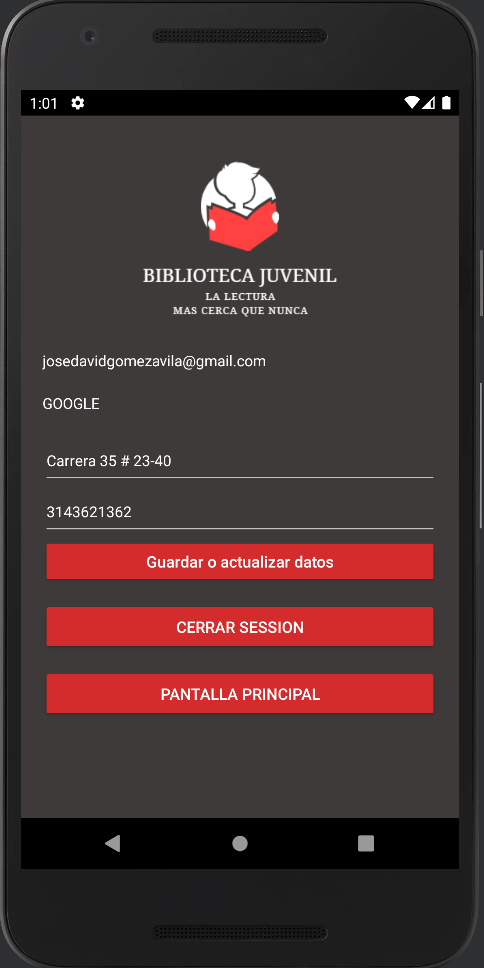 1:01
BIBLIOTECA JUVENIL
LA LECTURA
MAS CERCA QUE NUNCA
josedavidgomezavila@gmail.com
GOOGLE
Carrera 35 # 23-40
3143621362
Guardar o actualizar datos
CERRAR SESSION
PANTALLA PRINCIPAL